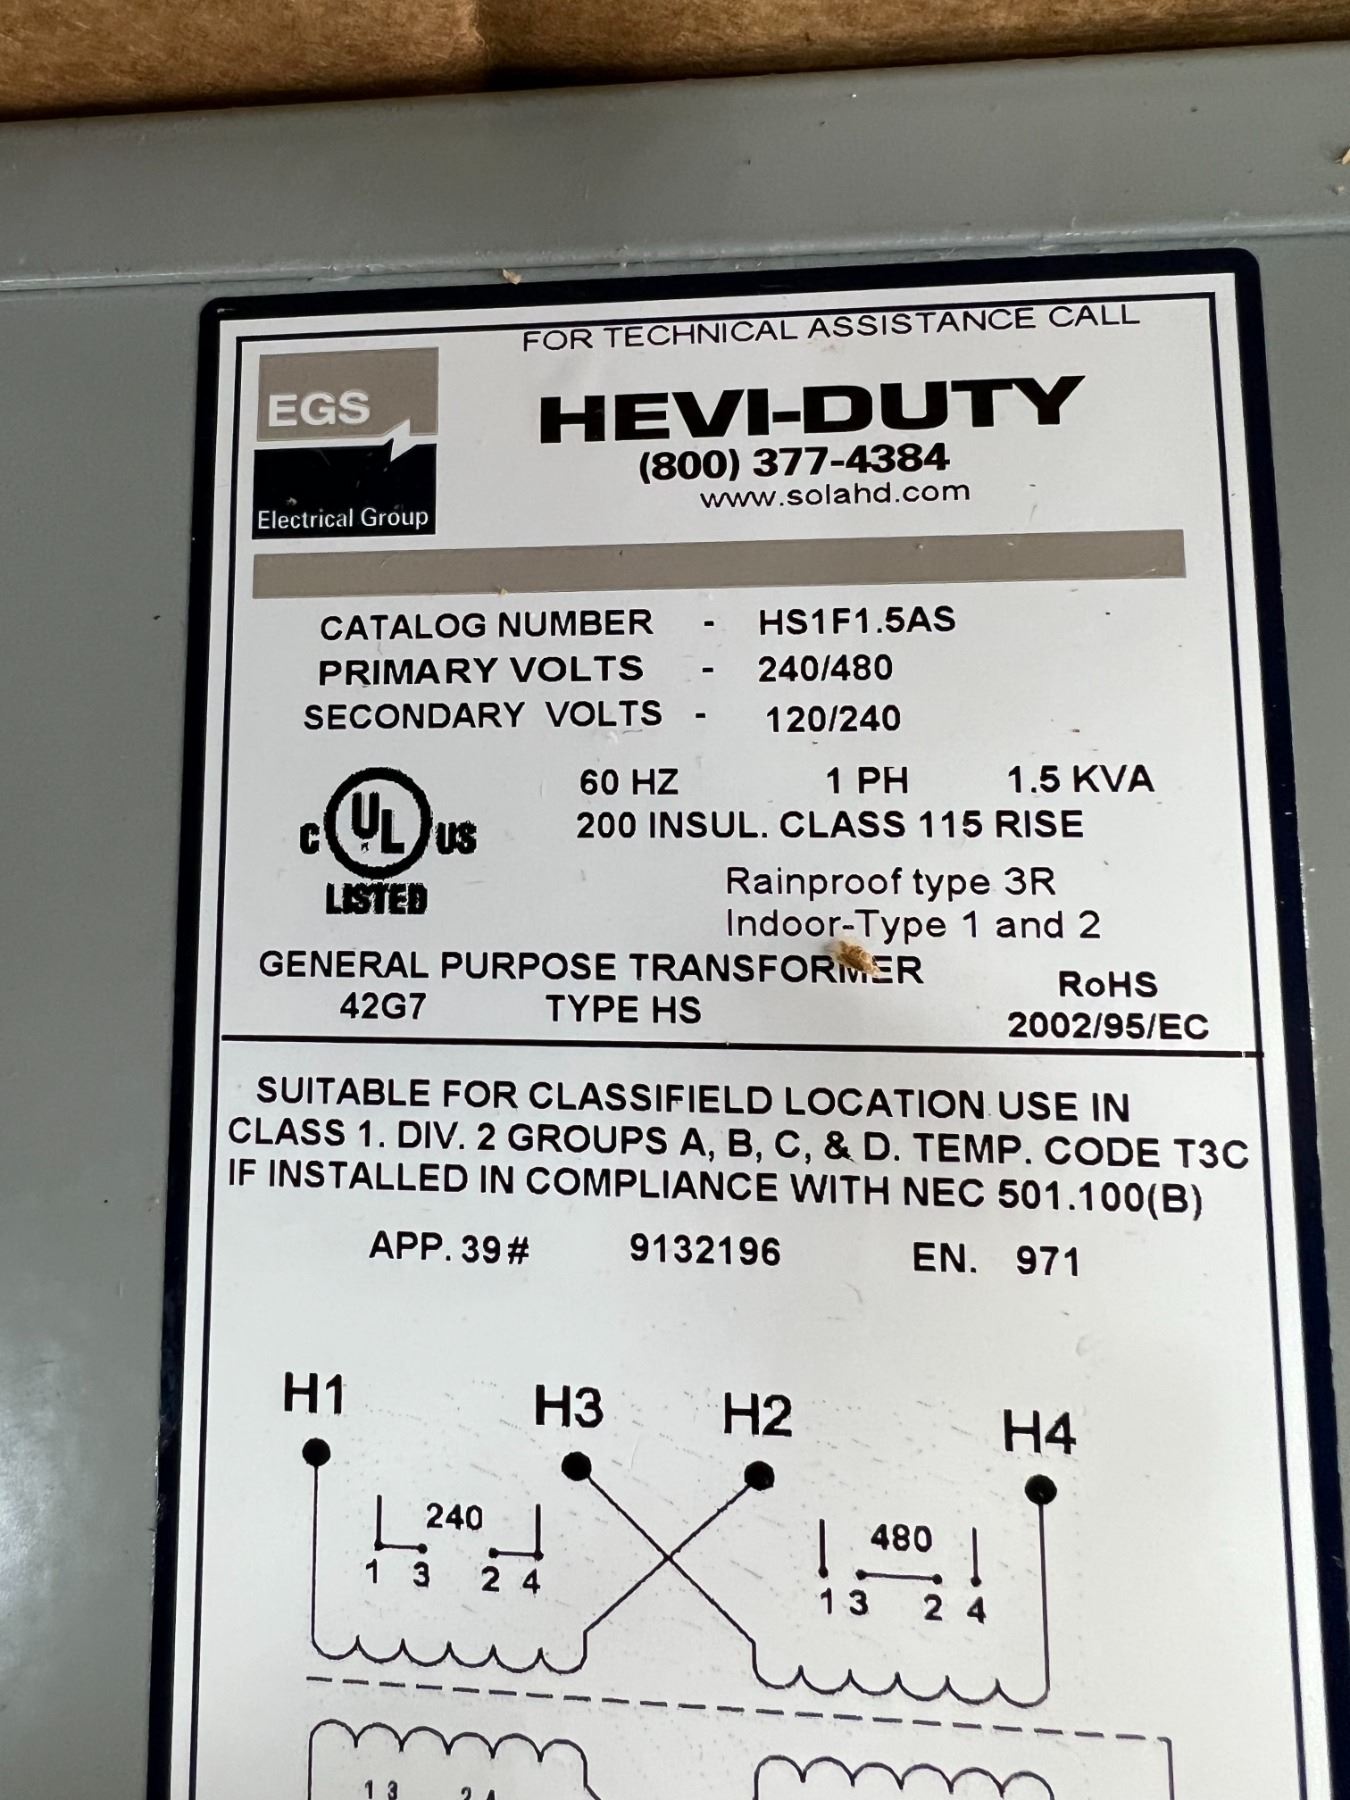 FOR TECHNICAL ASSISTANCE CALL
EGS
Electrical Group
HEVI-DUTY
(800) 377-4384
www.solahd.com
CATALOG NUMBER - HS1F1.5AS
PRIMARY VOLTS - 240/480
SECONDARY VOLTS - 120/240
60 HZ 1 PH 1.5 KVA
200 INSUL. CLASS 115 RISE
C UL US
LISTED
Rainproof type 3R
Indoor-Type 1 and 2
GENERAL PURPOSE TRANSFORMER
42G7 TYPE HS
RoHS
2002/95/EC
SUITABLE FOR CLASSIFIELD LOCATION USE IN
CLASS 1. DIV. 2 GROUPS A, B, C, & D. TEMP. CODE T3C
IF INSTALLED IN COMPLIANCE WITH NEC 501.100(B)
APP. 39# 9132196 EN. 971
H1 H3 H2 H4
240 480
1 3 2 4 1 3 2 4
1 3